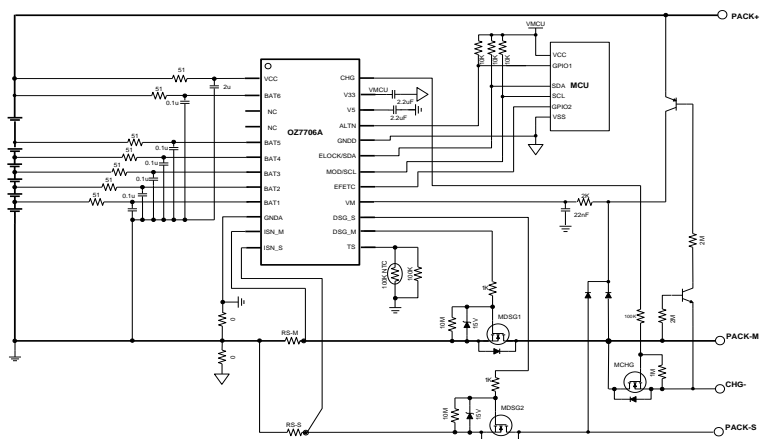 PACK+
VMCU
10K
10K
10K
VCC
GPIO1
MCU
SDA
SCL
GPIO2
VSS
51
VCC
CHG
2u
51
BAT6
V33
VMCU
0.1u
2.2uF
NC
V5
2.2uF
NC
ALTN
OZ7706A
GNDD
51
BAT5
ELOCK/SDA
0.1u
51
BAT4
MOD/SCL
0.1u
51
BAT3
EFETC
0.1u
51
BAT2
VM
2K
0.1u
51
BAT1
DSG_S
22nF
GNDA
DSG_M
ISN_M
TS
ISN_S
2M
100K NTC
100K
1K
0
10M
15V
MDSG1
100K
2M
RS-M
PACK-M
0
MCHG
1M
1K
CHG-
10M
15V
MDSG2
RS-S
PACK-S